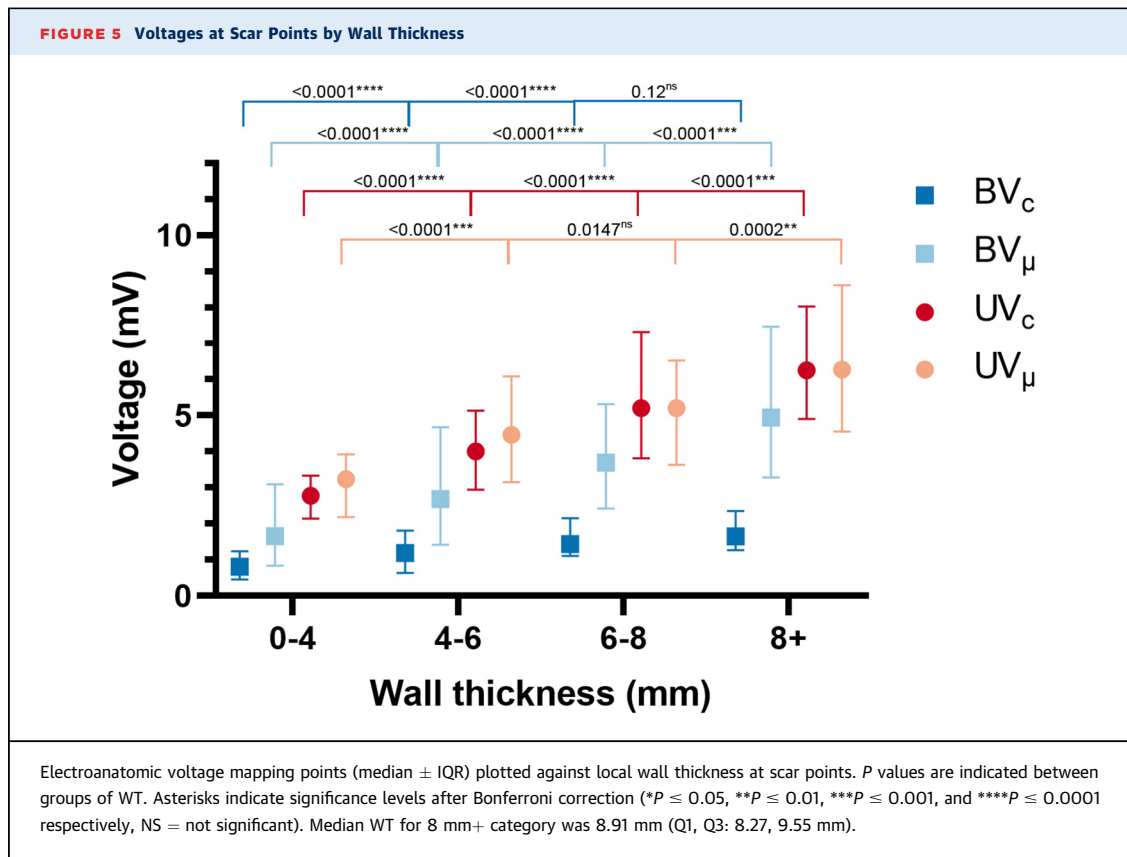 FIGURE 5 Voltages at Scar Points by Wall Thickness
<0.0001**** <0.0001**** 0.12ns
<0.0001**** <0.0001**** <0.0001***
<0.0001**** <0.0001**** <0.0001***
<0.0001*** 0.0147ns 0.0002**
BVc
BVμ
UVc
UVμ
Voltage (mV)
10
5
0
0-4 4-6 6-8 8+
Wall thickness (mm)
Electroanatomic voltage mapping points (median ± IQR) plotted against local wall thickness at scar points. P values are indicated between
groups of WT. Asterisks indicate significance levels after Bonferroni correction (*P ≤ 0.05, **P ≤ 0.01, ***P ≤ 0.001, and ****P ≤ 0.0001
respectively, NS = not significant). Median WT for 8 mm+ category was 8.91 mm (Q1, Q3: 8.27, 9.55 mm).